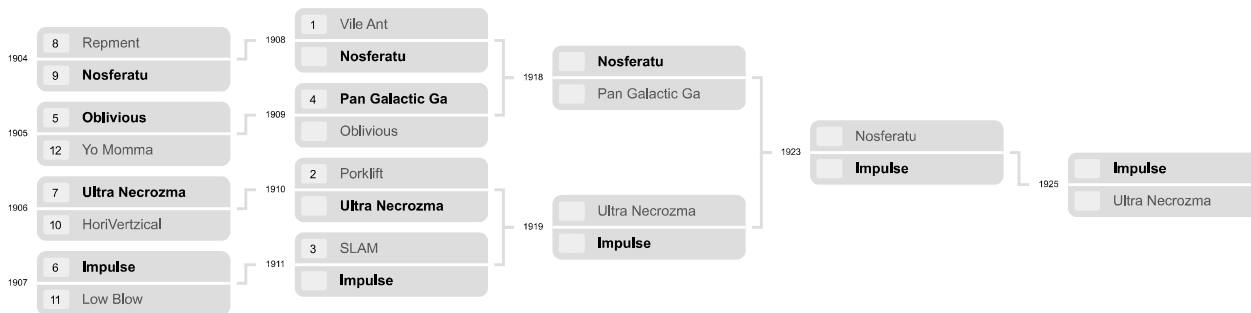 1904
8 Repment
9 Nosferatu
1905
5 Oblivious
12 Yo Momma
1906
7 Ultra Necrozma
10 HoriVertzical
1907
6 Impulse
11 Low Blow
1908
1 Vile Ant
Nosferatu
1909
4 Pan Galactic Ga
Oblivious
1910
2 Porklift
Ultra Necrozma
1911
3 SLAM
Impulse
1918
Nosferatu
Pan Galactic Ga
1919
Ultra Necrozma
Impulse
1923
Nosferatu
Impulse
1925
Impulse
Ultra Necrozma